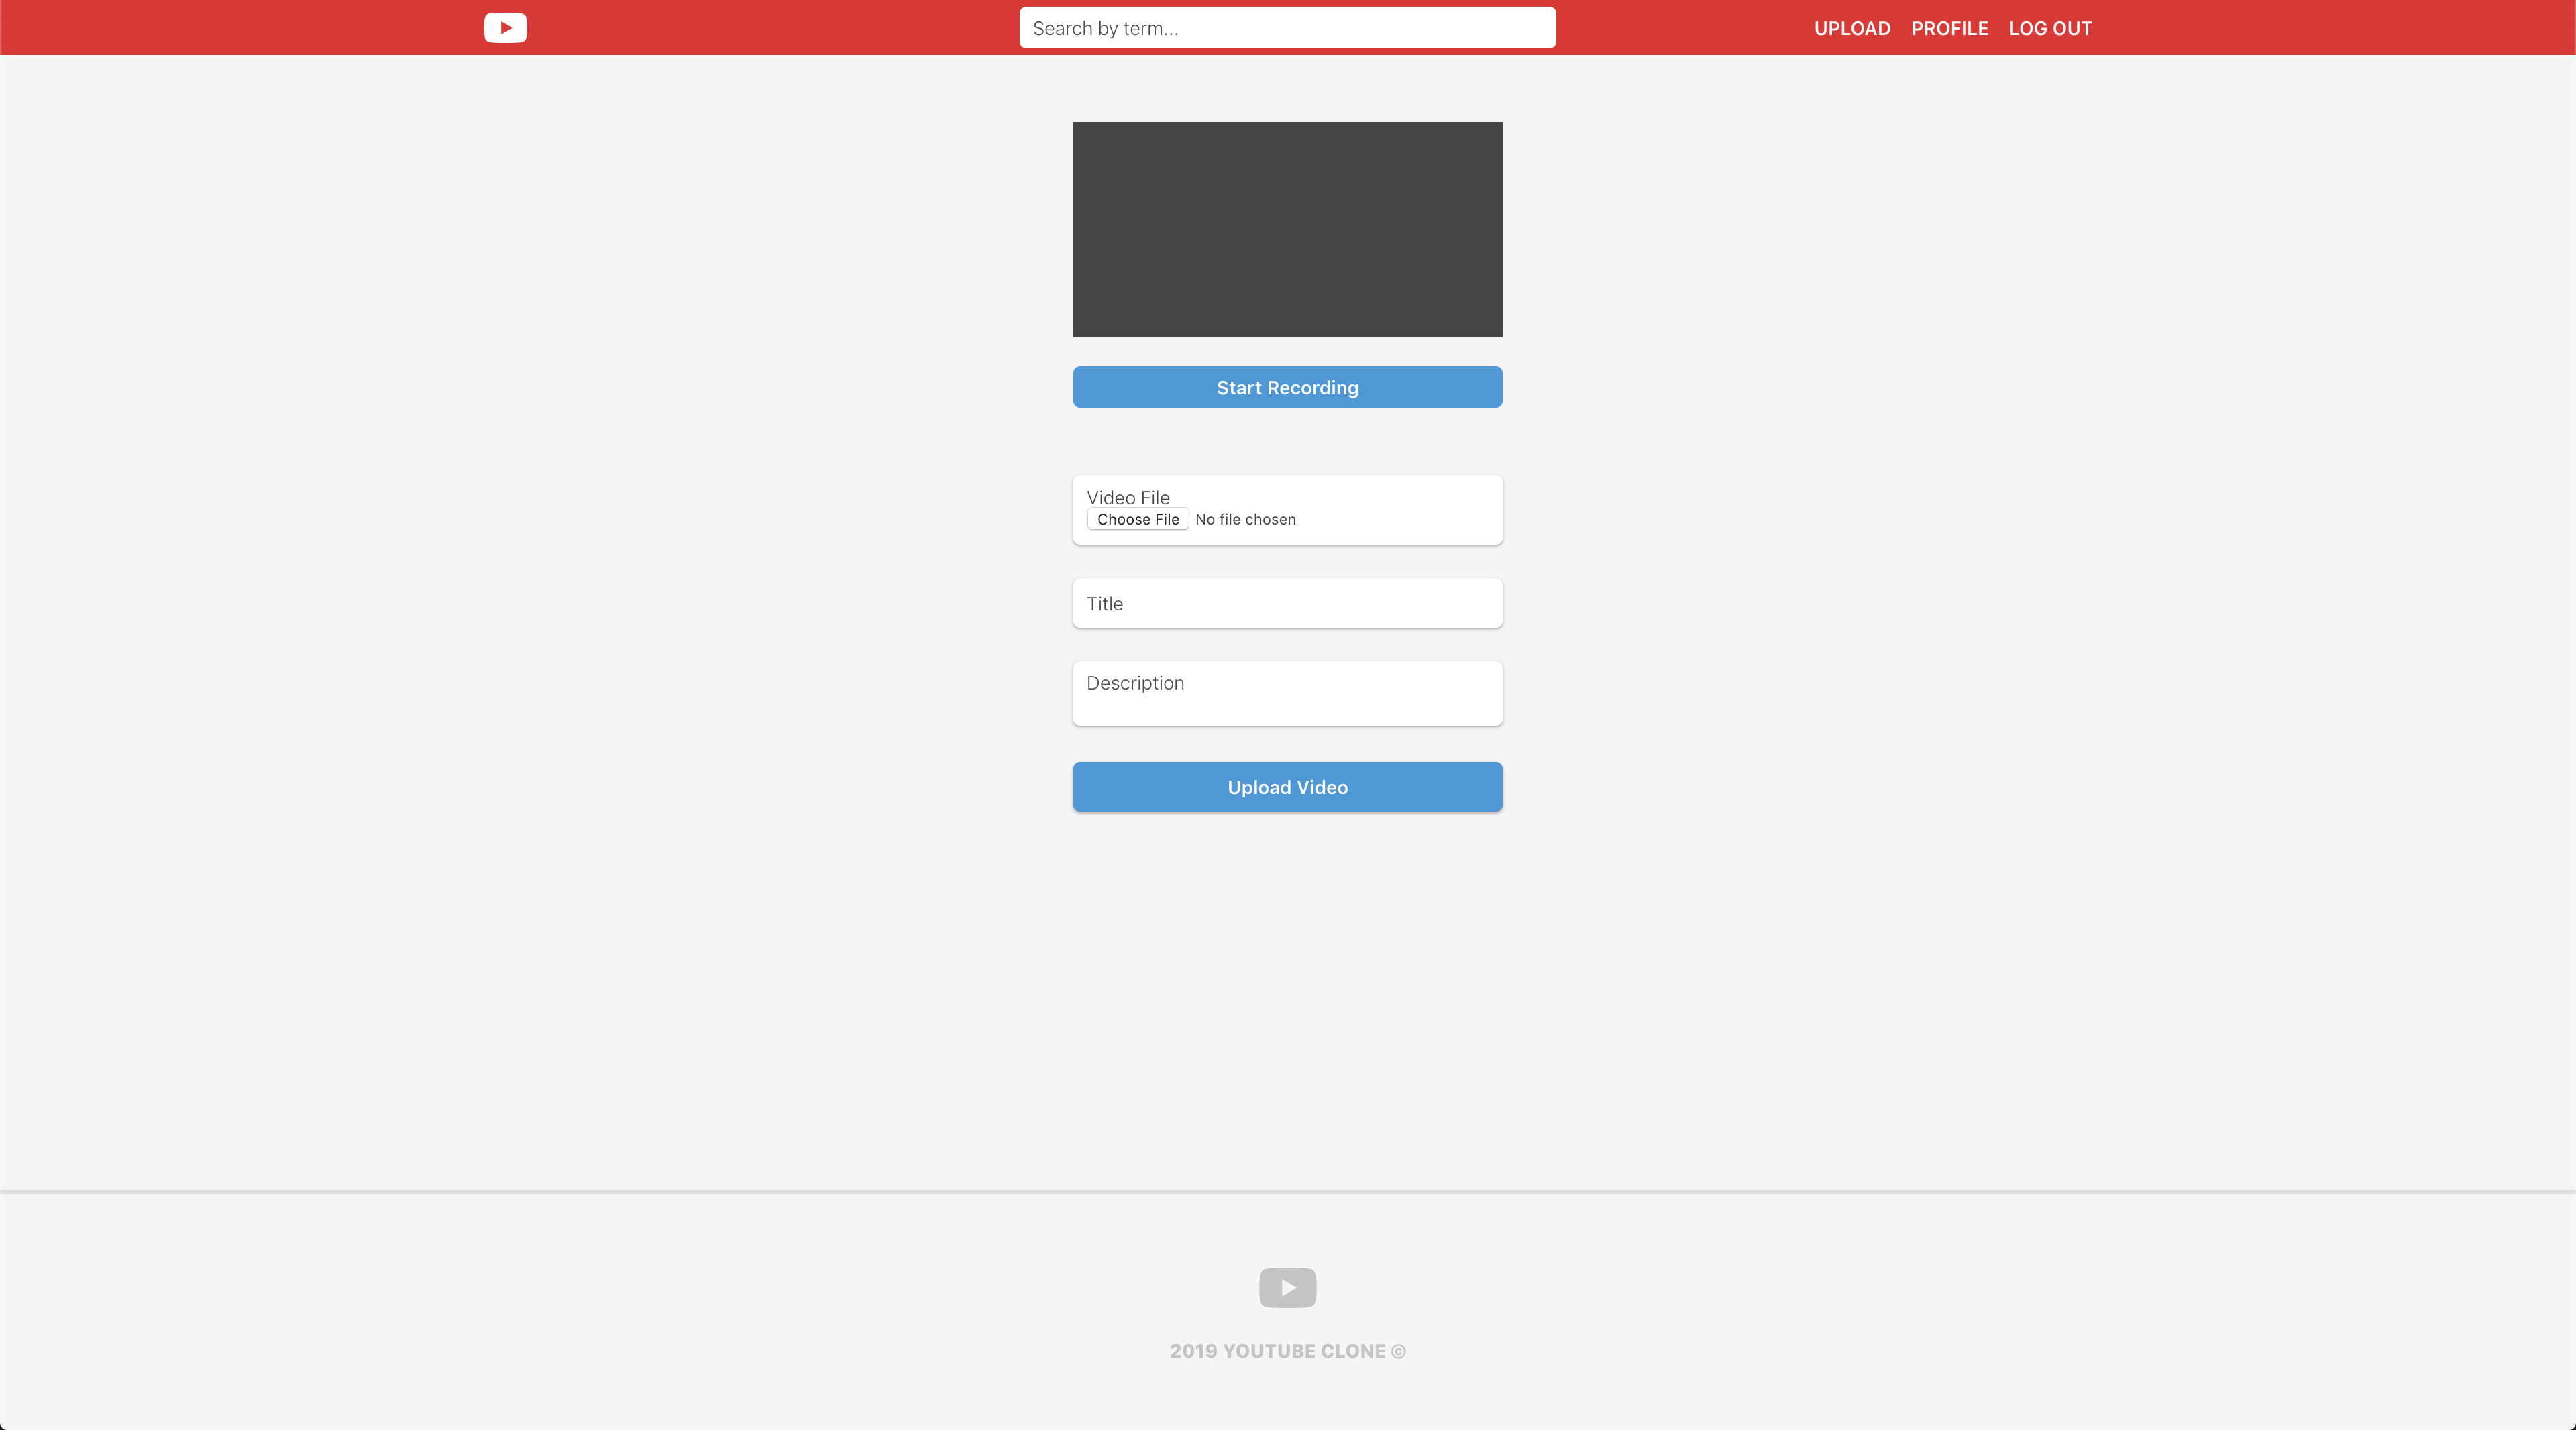 Search by term...
UPLOAD PROFILE LOG OUT
Start Recording
Video File
Choose File No file chosen
Title
Description
Upload Video
2019 YOUTUBE CLONE ©